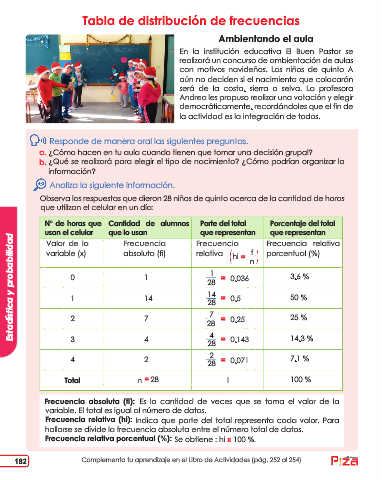 Tabla de distribución de frecuencias
Ambientando el aula
En la institución educativa El Buen Pastor se
realizará un concurso de ambientación de aulas
con motivos navideños. Los niños de quinto A
aún no deciden si el nacimiento que colocarán
será de la costa, sierra o selva. La profesora
Andrea les propuso realizar una votación y elegir
democráticamente, recordándoles que el fin de
la actividad es la integración de todos.
Responde de manera oral las siguientes preguntas.
a. ¿Cómo hacen en tu aula cuando tienen que tomar una decisión grupal?
b. ¿Qué se realizará para elegir el tipo de nacimiento? ¿Cómo podrían organizar la
información?
Analiza la siguiente información.
Observa las respuestas que dieron 28 niños de quinto acerca de la cantidad de horas
que utilizan el celular en un día:
N° de horas que usan el celular | Cantidad de alumnos que lo usan | Parte del total que representan | Porcentaje del total que representan
Valor de la variable (x) | Frecuencia absoluta (fi) | Frecuencia relativa (hi = f/n) | Frecuencia relativa porcentual (%)
0 | 1 | 1/28 = 0,036 | 3,6 %
1 | 14 | 14/28 = 0,5 | 50 %
2 | 7 | 7/28 = 0,25 | 25 %
3 | 4 | 4/28 = 0,143 | 14,3 %
4 | 2 | 2/28 = 0,071 | 7,1 %
Total | n = 28 | 1 | 100 %
Frecuencia absoluta (fi): Es la cantidad de veces que se toma el valor de la
variable. El total es igual al número de datos.
Frecuencia relativa (hi): Indica que parte del total representa cada valor. Para
hallarse se divide la frecuencia absoluta entre el número total de datos.
Frecuencia relativa porcentual (%): Se obtiene : hi x 100 %.
Estadística y probabilidad
182
Complementa tu aprendizaje en el Libro de Actividades (pág. 252 al 254)